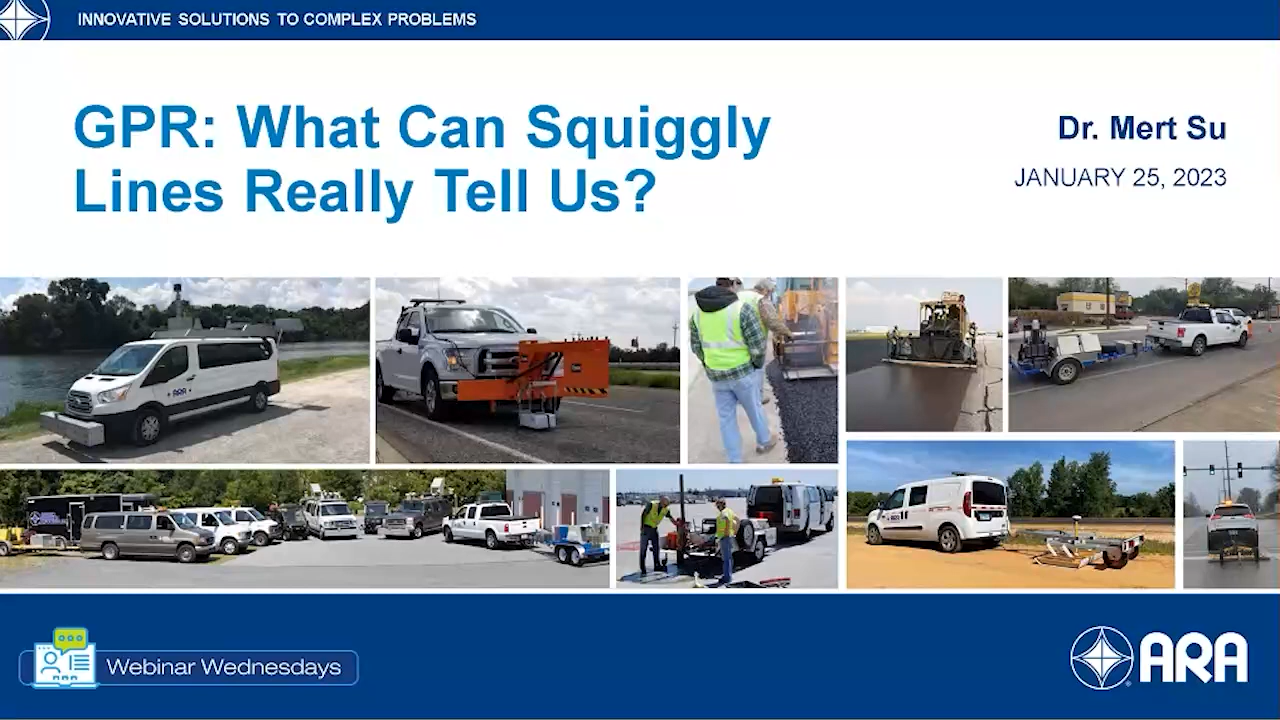 INNOVATIVE SOLUTIONS TO COMPLEX PROBLEMS
GPR: What Can Squiggly
Lines Really Tell Us?
Dr. Mert Su
JANUARY 25, 2023
ARA
Webinar Wednesdays
ARA